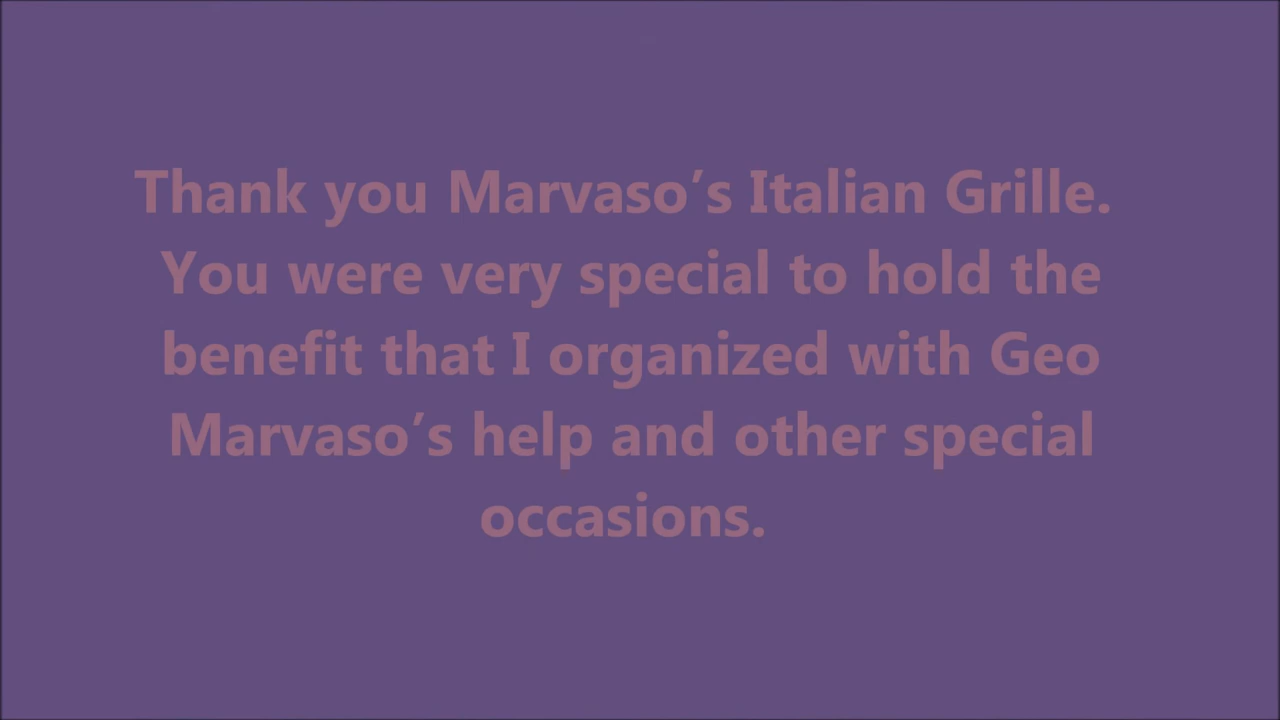 Thank you Marvaso’s Italian Grille.
You were very special to hold the
benefit that I organized with Geo
Marvaso’s help and other special
occasions.